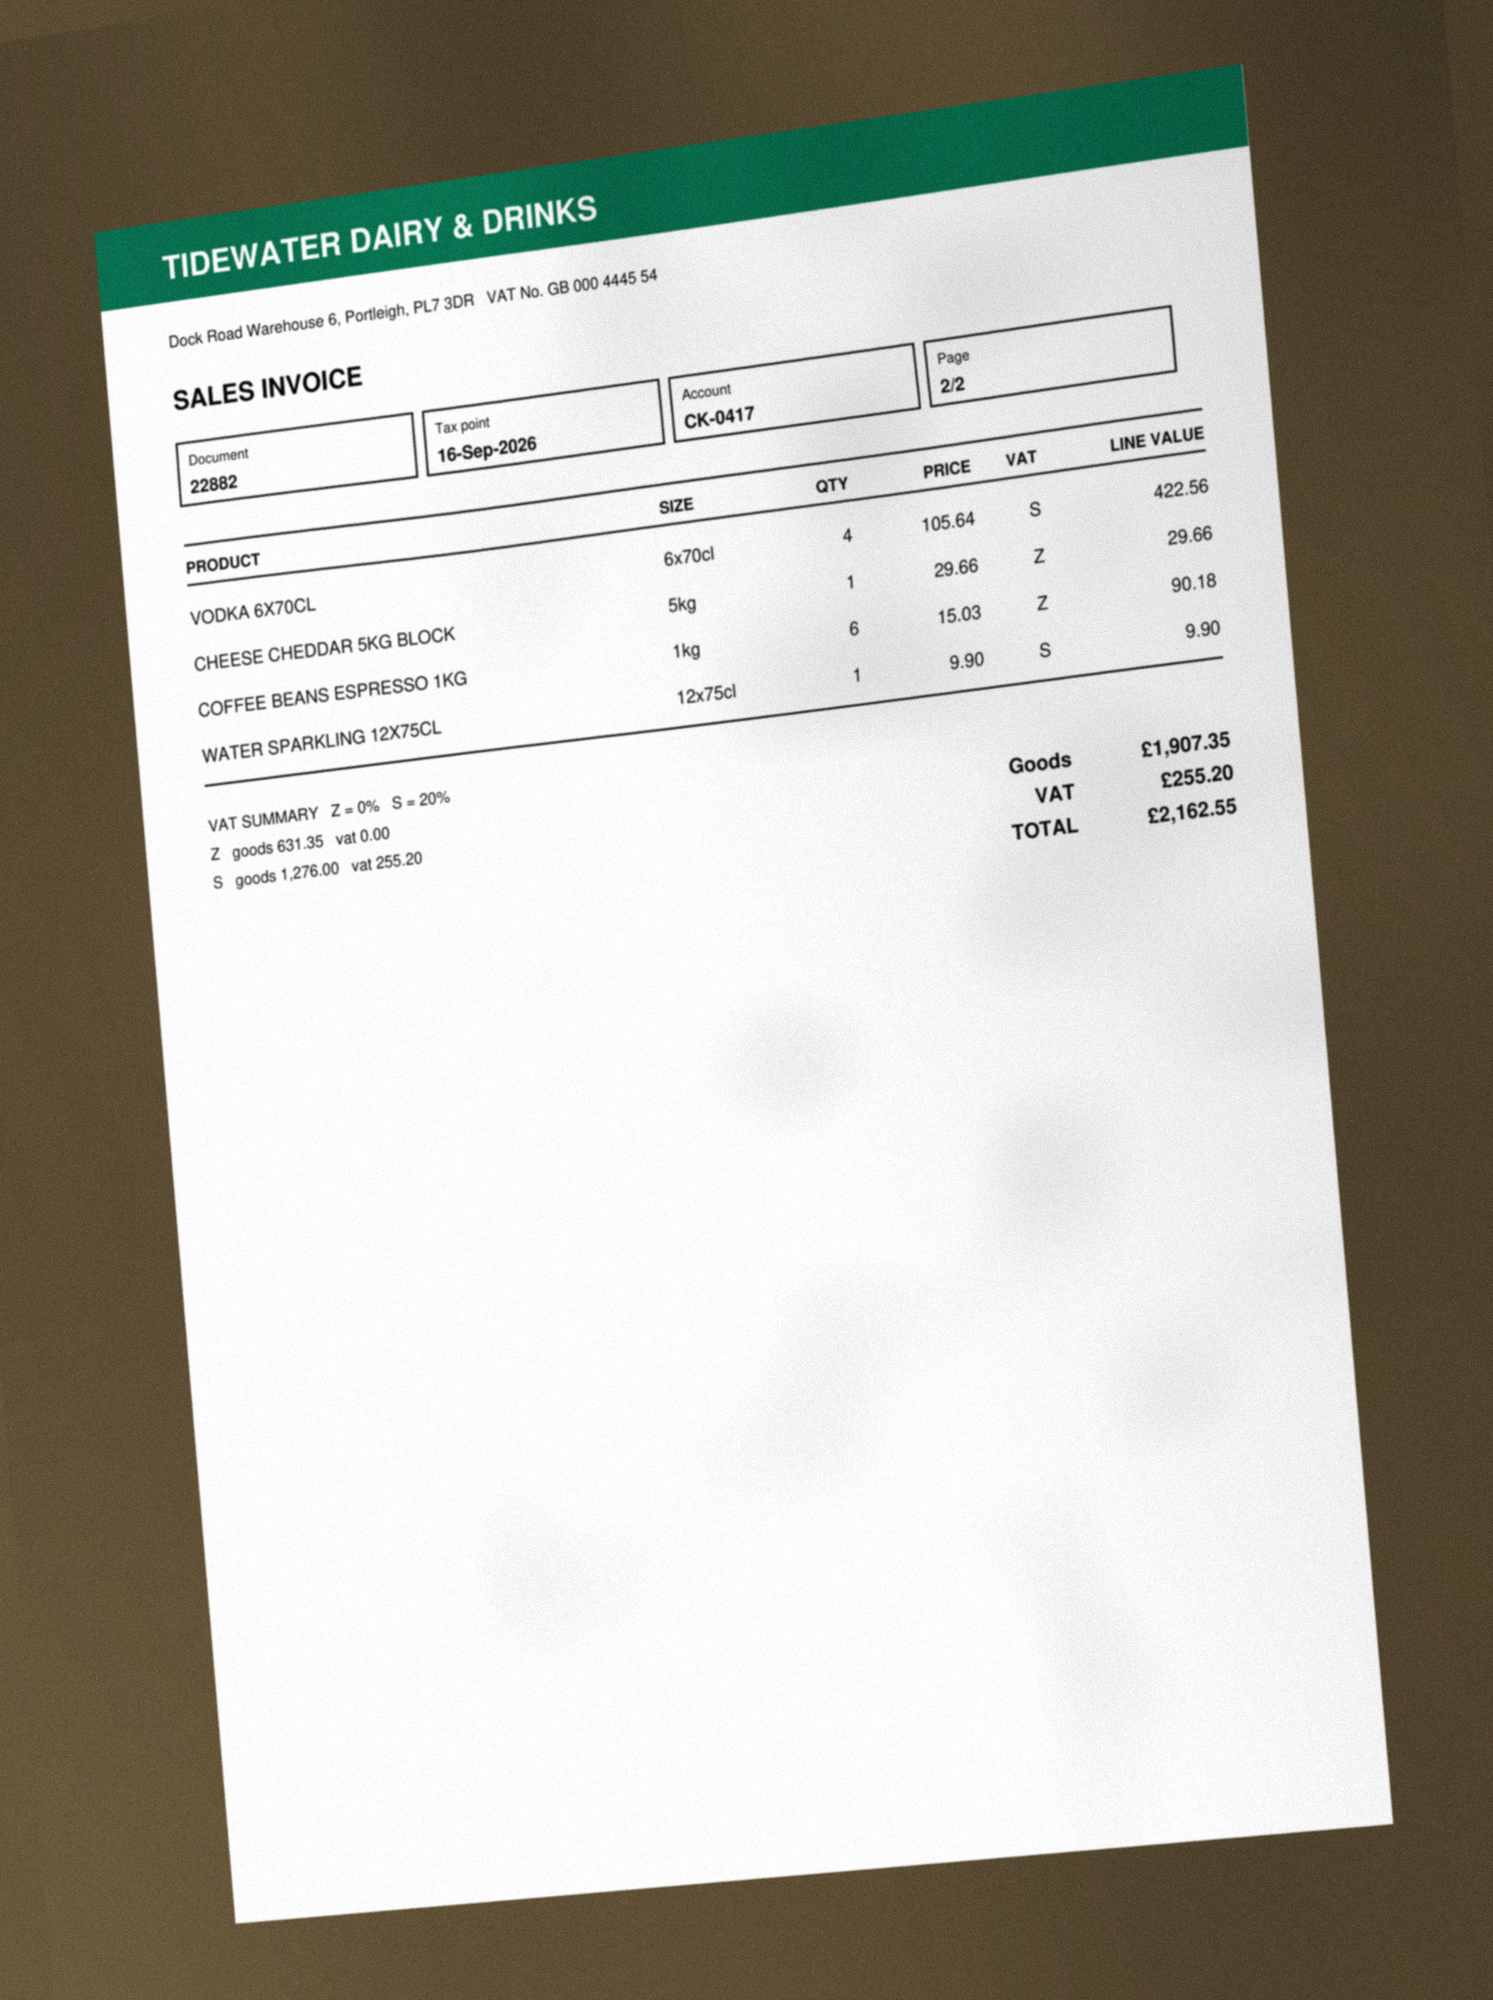 TIDEWATER DAIRY & DRINKS
Dock Road Warehouse 6, Portleigh, PL7 3DR VAT No. GB 000 4445 54
SALES INVOICE
Document Tax point Account Page
22882 16-Sep-2026 CK-0417 2/2
PRODUCT SIZE QTY PRICE VAT LINE VALUE
VODKA 6X70CL 6x70cl 4 105.64 S 422.56
CHEESE CHEDDAR 5KG BLOCK 5kg 1 29.66 Z 29.66
COFFEE BEANS ESPRESSO 1KG 1kg 6 15.03 Z 90.18
WATER SPARKLING 12X75CL 12x75cl 1 9.90 S 9.90
Goods £1,907.35
VAT £255.20
TOTAL £2,162.55
VAT SUMMARY Z = 0% S = 20%
Z goods 631.35 vat 0.00
S goods 1,276.00 vat 255.20